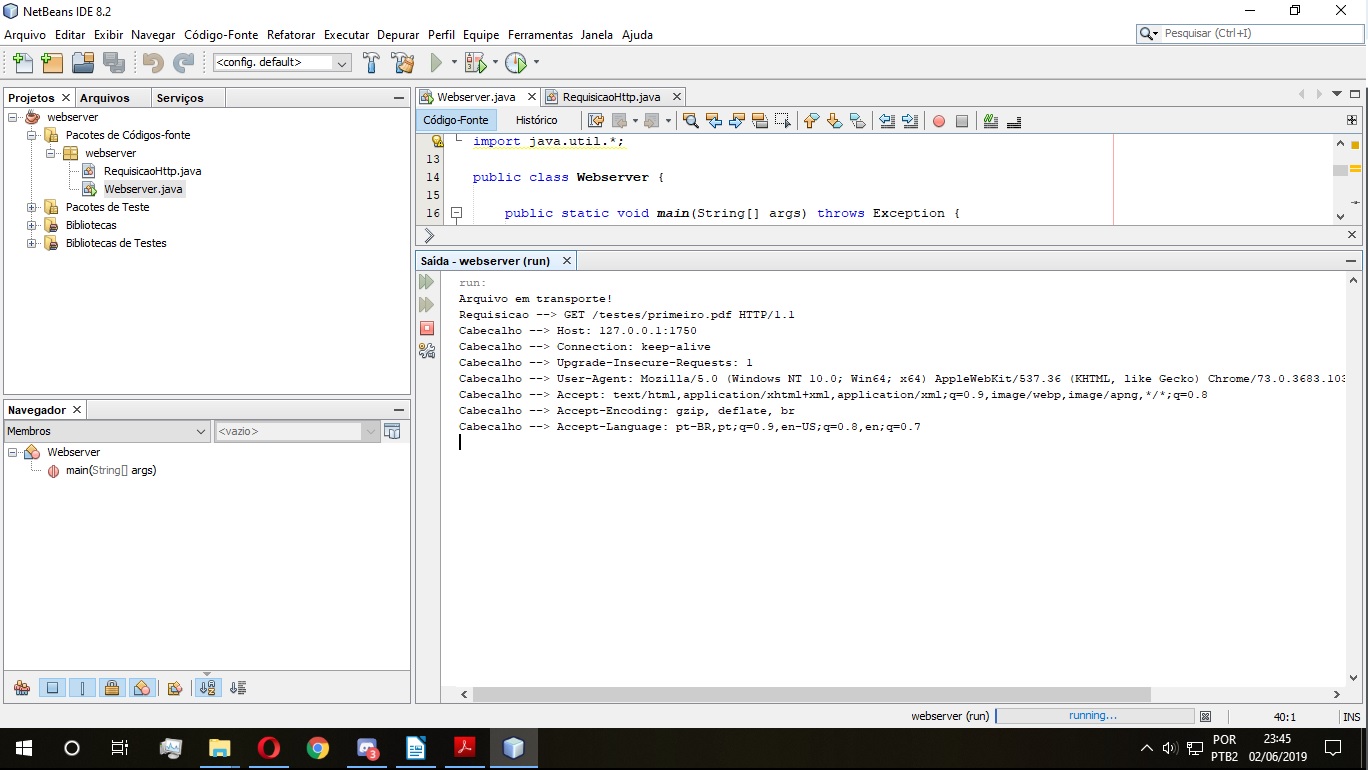 NetBeans IDE 8.2
Arquivo Editar Exibir Navegar Código-Fonte Refatorar Executar Depurar Perfil Equipe Ferramentas Janela Ajuda
Pesquisar (Ctrl+I)
<config. default>
Projetos Arquivos Serviços
webserver
Pacotes de Códigos-fonte
webserver
RequisicaoHttp.java
Webserver.java
Pacotes de Teste
Bibliotecas
Bibliotecas de Testes
Navegador
Membros <vazio>
Webserver
main(String[] args)
Webserver.java RequisicaoHttp.java
Código-Fonte Histórico
import java.util.*;
13
14 public class Webserver {
15
16 public static void main(String[] args) throws Exception {
Saída - webserver (run)
run:
Arquivo em transporte!
Requisicao --> GET /testes/primeiro.pdf HTTP/1.1
Cabecalho --> Host: 127.0.0.1:1750
Cabecalho --> Connection: keep-alive
Cabecalho --> Upgrade-Insecure-Requests: 1
Cabecalho --> User-Agent: Mozilla/5.0 (Windows NT 10.0; Win64; x64) AppleWebKit/537.36 (KHTML, like Gecko) Chrome/73.0.3683.103
Cabecalho --> Accept: text/html,application/xhtml+xml,application/xml;q=0.9,image/webp,image/apng,*/*;q=0.8
Cabecalho --> Accept-Encoding: gzip, deflate, br
Cabecalho --> Accept-Language: pt-BR,pt;q=0.9,en-US;q=0.8,en;q=0.7
webserver (run) running... 40:1 INS
3
POR
PTB2
23:45
02/06/2019